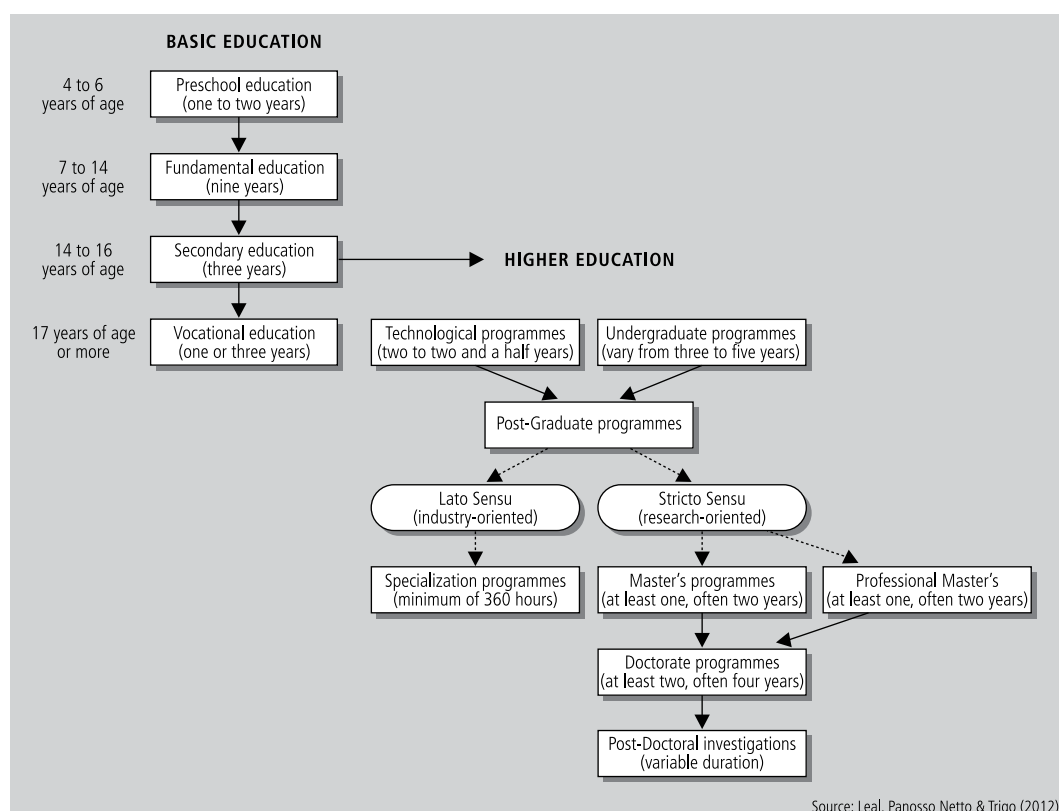 BASIC EDUCATION
4 to 6
years of age
Preschool education
(one to two years)
7 to 14
years of age
Fundamental education
(nine years)
14 to 16
years of age
Secondary education
(three years)
HIGHER EDUCATION
17 years of age
or more
Vocational education
(one or three years)
Technological programmes
(two to two and a half years)
Undergraduate programmes
(vary from three to five years)
Post-Graduate programmes
Lato Sensu
(industry-oriented)
Stricto Sensu
(research-oriented)
Specialization programmes
(minimum of 360 hours)
Master's programmes
(at least one, often two years)
Professional Master's
(at least one, often two years)
Doctorate programmes
(at least two, often four years)
Post-Doctoral investigations
(variable duration)
Source: Leal, Panosso Netto & Trigo (2012)